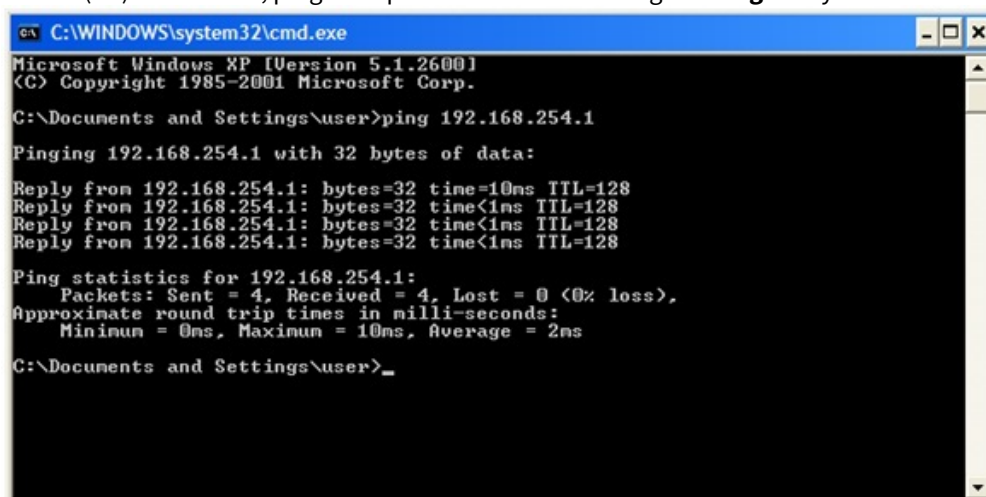 C:\WINDOWS\system32\cmd.exe
Microsoft Windows XP [Version 5.1.2600]
(C) Copyright 1985-2001 Microsoft Corp.
C:\Documents and Settings\user>ping 192.168.254.1
Pinging 192.168.254.1 with 32 bytes of data:
Reply from 192.168.254.1: bytes=32 time=10ms TTL=128
Reply from 192.168.254.1: bytes=32 time<1ms TTL=128
Reply from 192.168.254.1: bytes=32 time<1ms TTL=128
Reply from 192.168.254.1: bytes=32 time<1ms TTL=128
Ping statistics for 192.168.254.1:
Packets: Sent = 4, Received = 4, Lost = 0 (0% loss),
Approximate round trip times in milli-seconds:
Minimum = 0ms, Maximum = 10ms, Average = 2ms
C:\Documents and Settings\user>_